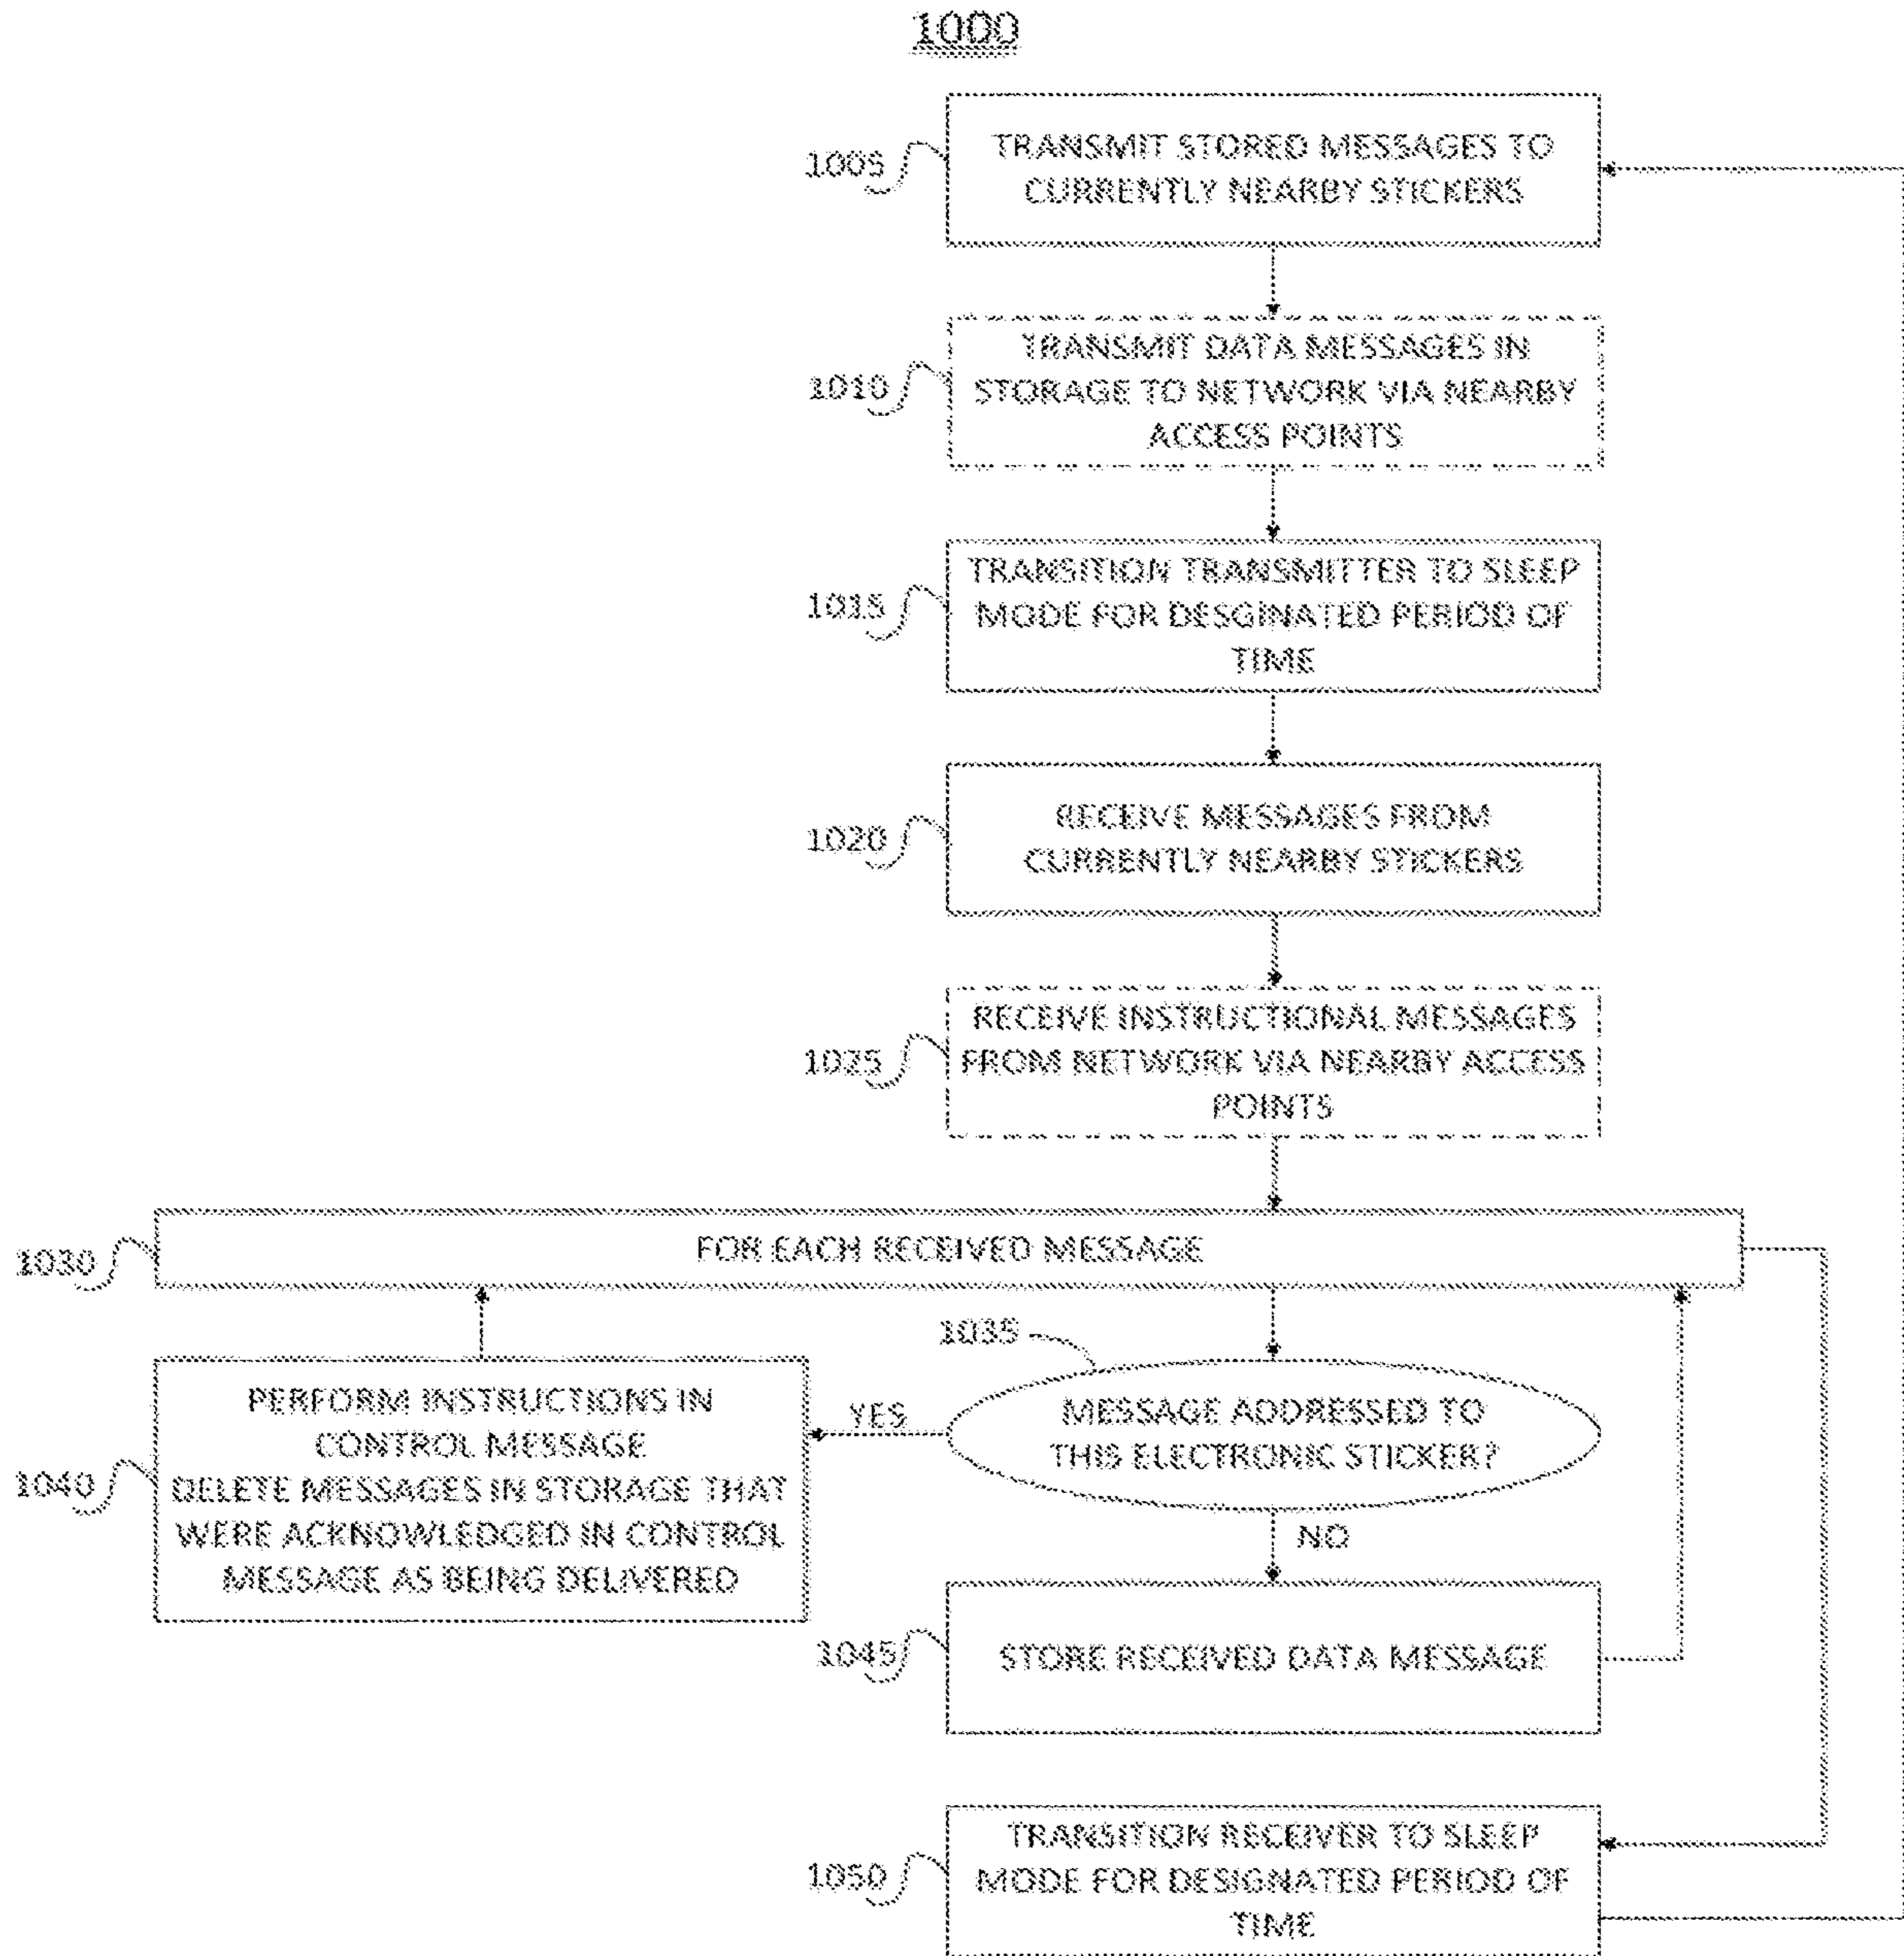 1000
1005
TRANSMIT STORED MESSAGES TO
CURRENTLY NEARBY STICKERS
1010
TRANSMIT DATA MESSAGES IN
STORAGE TO NETWORK VIA NEARBY
ACCESS POINTS
1015
TRANSITION TRANSMITTER TO SLEEP
MODE FOR DESGINATED PERIOD OF
TIME
1020
RECEIVE MESSAGES FROM
CURRENTLY NEARBY STICKERS
1025
RECEIVE INSTRUCTIONAL MESSAGES
FROM NETWORK VIA NEARBY ACCESS
POINTS
1030
FOR EACH RECEIVED MESSAGE
1035
MESSAGE ADDRESSED TO
THIS ELECTRONIC STICKER?
YES
NO
1040
PERFORM INSTRUCTIONS IN
CONTROL MESSAGE
DELETE MESSAGES IN STORAGE THAT
WERE ACKNOWLEDGED IN CONTROL
MESSAGE AS BEING DELIVERED
1045
STORE RECEIVED DATA MESSAGE
1050
TRANSITION RECEIVER TO SLEEP
MODE FOR DESIGNATED PERIOD OF
TIME